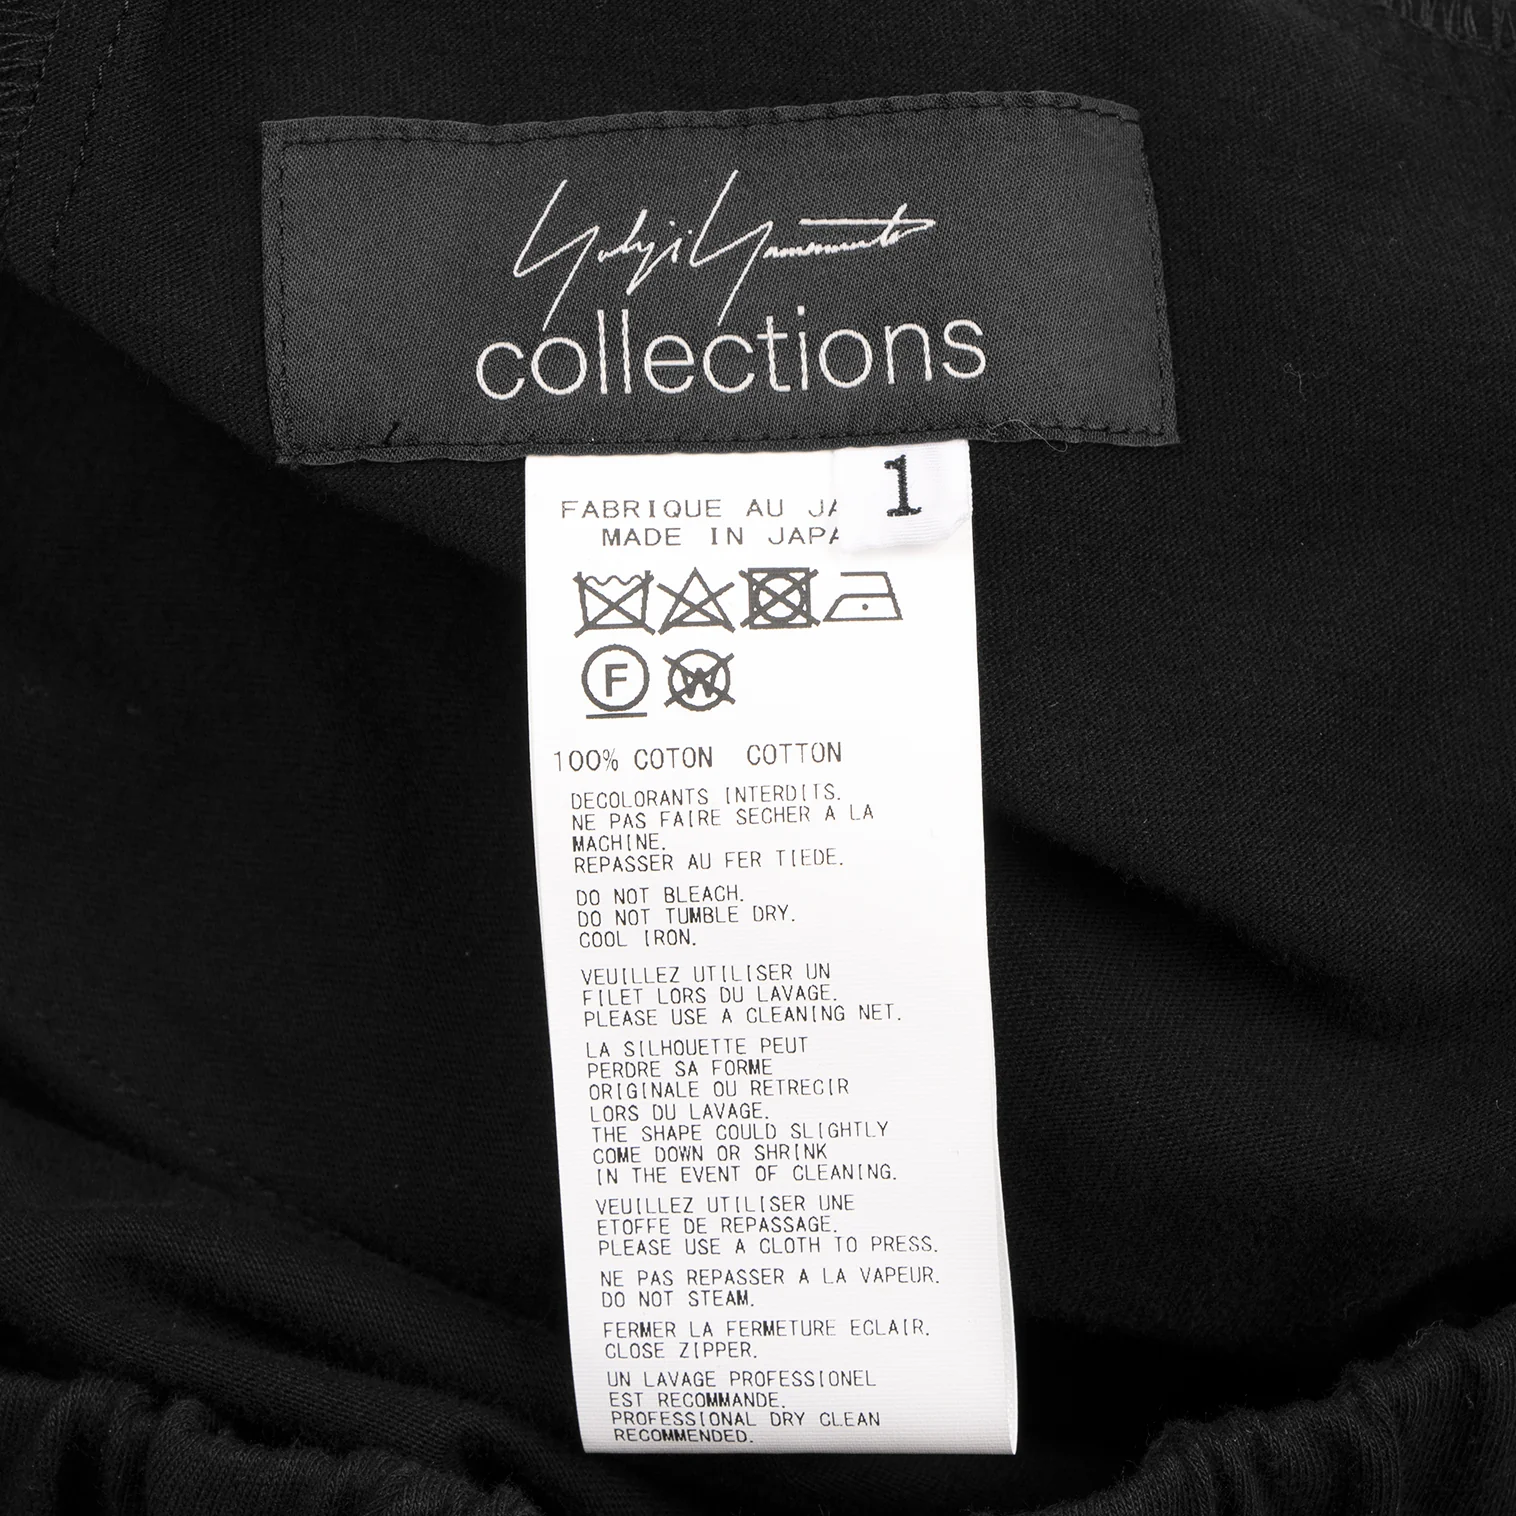 Yohji Yamamoto
collections
1
FABRIQUE AU JA
MADE IN JAPA
F
W
100% COTON COTTON
DECOLORANTS INTERDITS.
NE PAS FAIRE SECHER A LA
MACHINE.
REPASSER AU FER TIEDE.
DO NOT BLEACH.
DO NOT TUMBLE DRY.
COOL IRON.
VEUILLEZ UTILISER UN
FILET LORS DU LAVAGE.
PLEASE USE A CLEANING NET.
LA SILHOUETTE PEUT
PERDRE SA FORME
ORIGINALE OU RETRECIR
LORS DU LAVAGE.
THE SHAPE COULD SLIGHTLY
COME DOWN OR SHRINK
IN THE EVENT OF CLEANING.
VEUILLEZ UTILISER UNE
ETOFFE DE REPASSAGE.
PLEASE USE A CLOTH TO PRESS.
NE PAS REPASSER A LA VAPEUR.
DO NOT STEAM.
FERMER LA FERMETURE ECLAIR.
CLOSE ZIPPER.
UN LAVAGE PROFESSIONEL
EST RECOMMANDE.
PROFESSIONAL DRY CLEAN
RECOMMENDED.